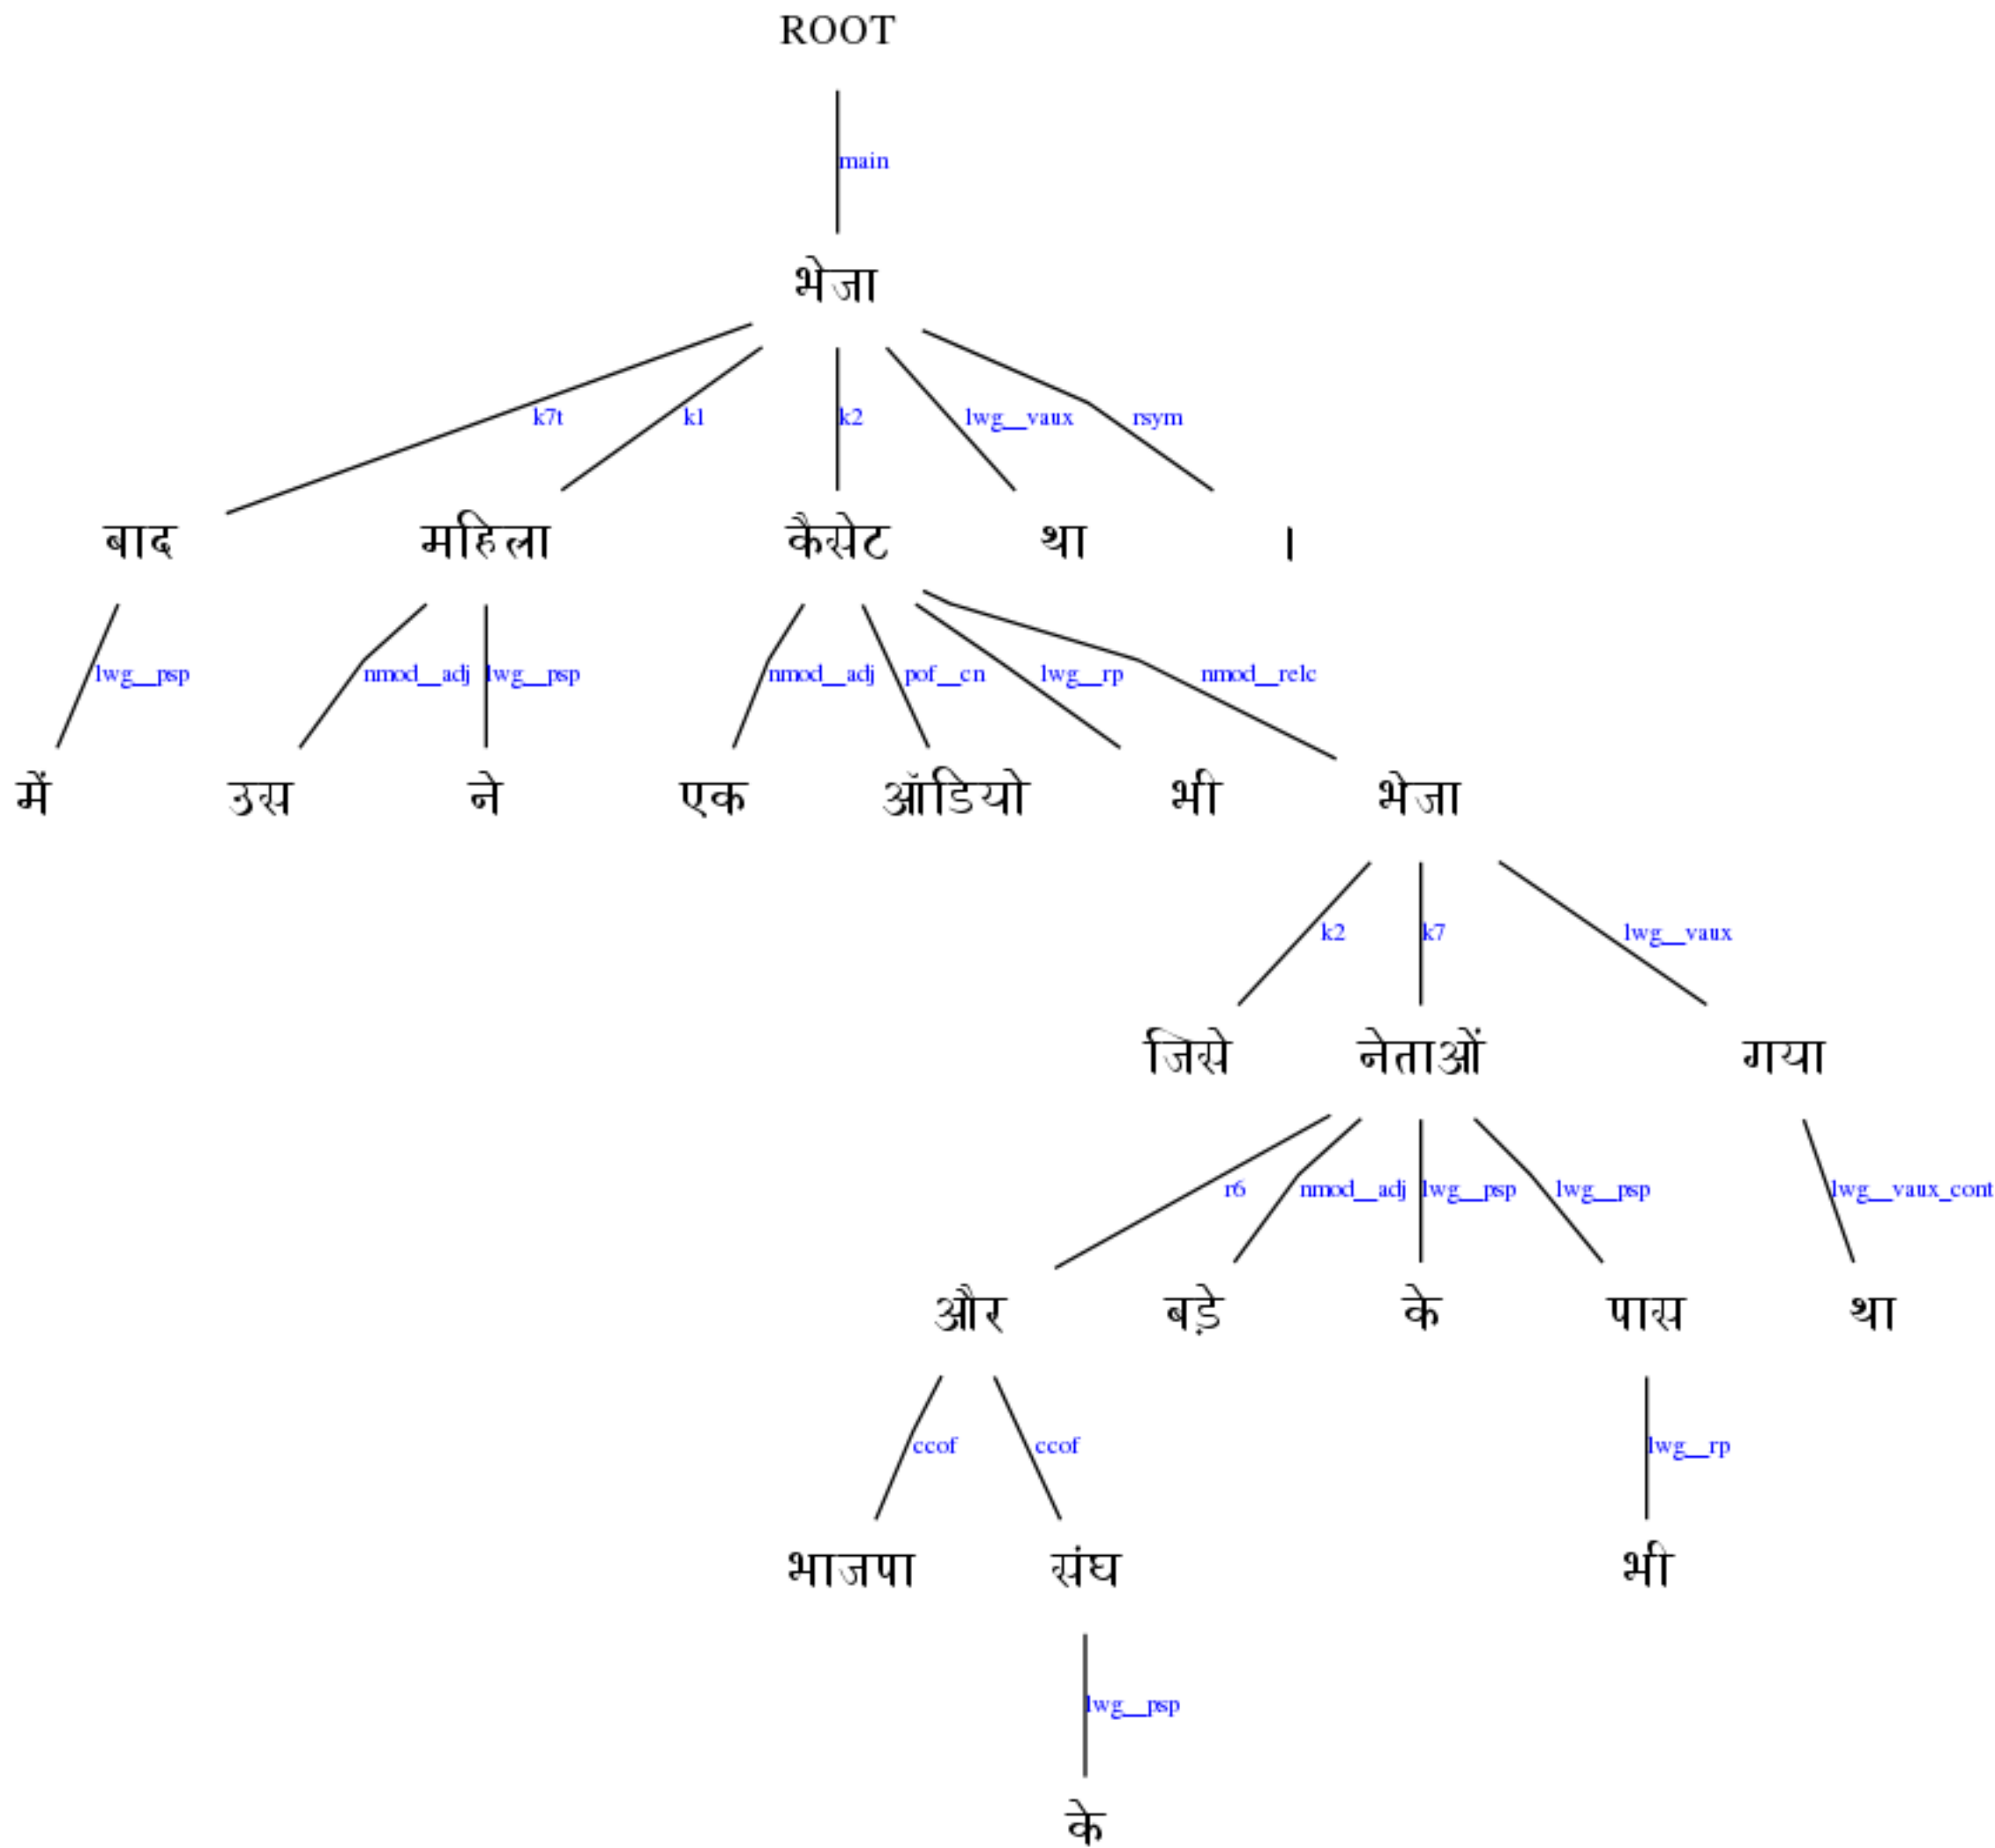 ROOT
main
भेजा
k7t k1 k2 lwg__vaux rsym
बाद महिला कैसेट था ।
lwg__psp nmod__adj lwg__psp nmod__adj pof__cn lwg__rp nmod__relc
में उस ने एक ऑडियो भी भेजा
k2 k7 lwg__vaux
जिसे नेताओं गया
r6 nmod__adj lwg__psp lwg__psp lwg__vaux_cont
और बड़े के पास था
ccof ccof lwg__rp
भाजपा संघ भी
lwg__psp
के